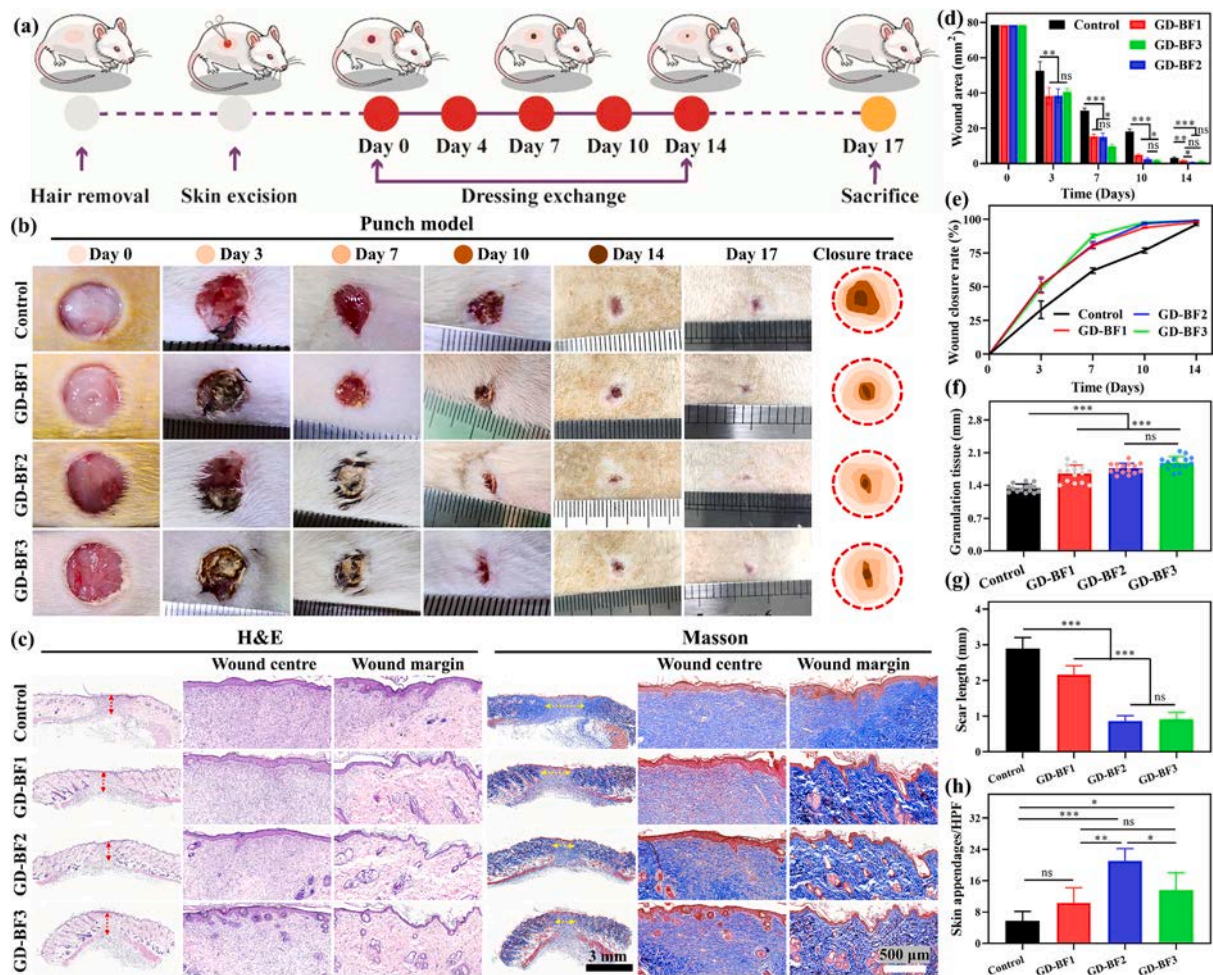 (a)
Day 0
Day 4
Day 7
Day 10
Day 14
Day 17
Hair removal
Skin excision
Dressing exchange
Sacrifice
(b)
Punch model
Day 0
Day 3
Day 7
Day 10
Day 14
Day 17
Closure trace
Control
GD-BF1
GD-BF2
GD-BF3
(c)
H&E
Masson
Wound centre
Wound margin
Wound centre
Wound margin
Control
GD-BF1
GD-BF2
GD-BF3
3 mm
500 μm
(d)
Wound area (mm²)
80
60
40
20
0
Control
GD-BF1
GD-BF3
GD-BF2
**
ns
***
*
ns
***
*
ns
***
ns
**
ns
*
0
3
7
10
14
Time (Days)
(e)
Wound closure rate (%)
100
75
50
25
0
Control
GD-BF1
GD-BF2
GD-BF3
0
3
7
10
14
Time (Days)
(f)
Granulation tissue (mm)
2.8
2.1
1.4
0.7
0.0
***
***
ns
Control
GD-BF1
GD-BF2
GD-BF3
(g)
Scar length (mm)
4
3
2
1
0
***
***
ns
Control
GD-BF1
GD-BF2
GD-BF3
(h)
Skin appendages/HPF
32
24
16
8
0
*
***
ns
**
*
ns
Control
GD-BF1
GD-BF2
GD-BF3